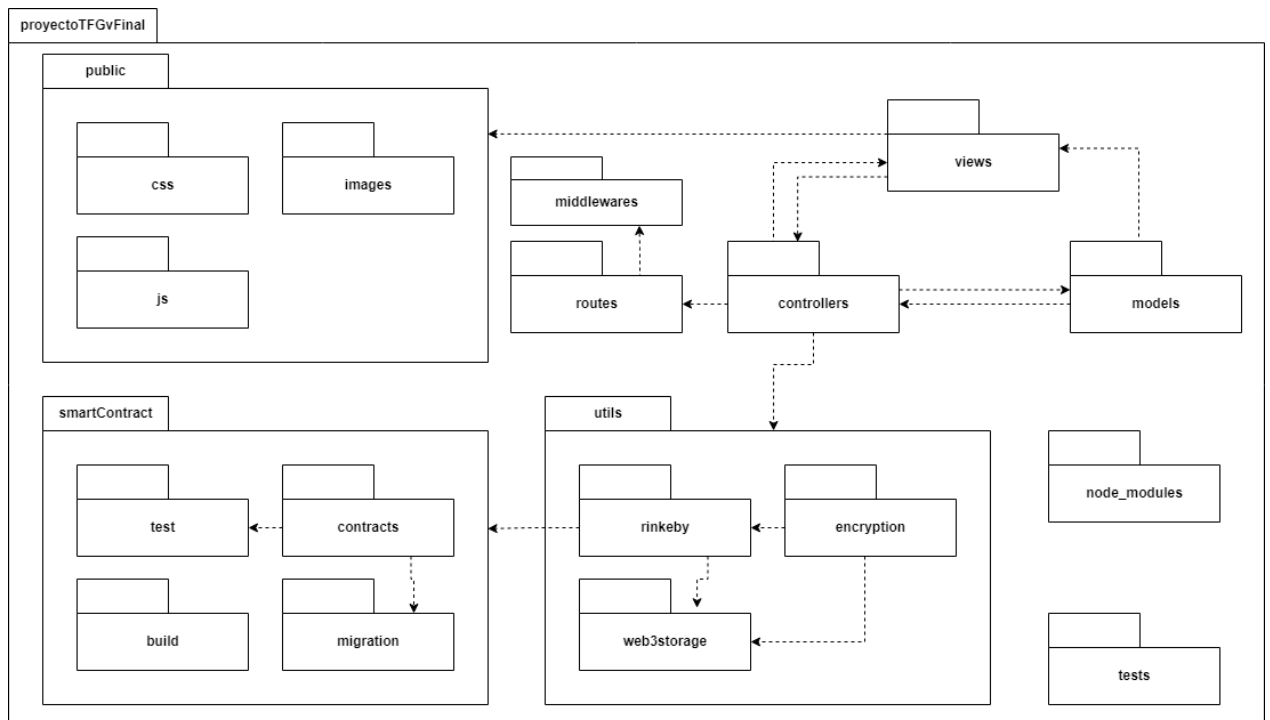 proyectoTFGvFinal
public
css
images
js
middlewares
views
routes
controllers
models
smartContract
test
contracts
build
migration
utils
rinkeby
encryption
web3storage
node_modules
tests